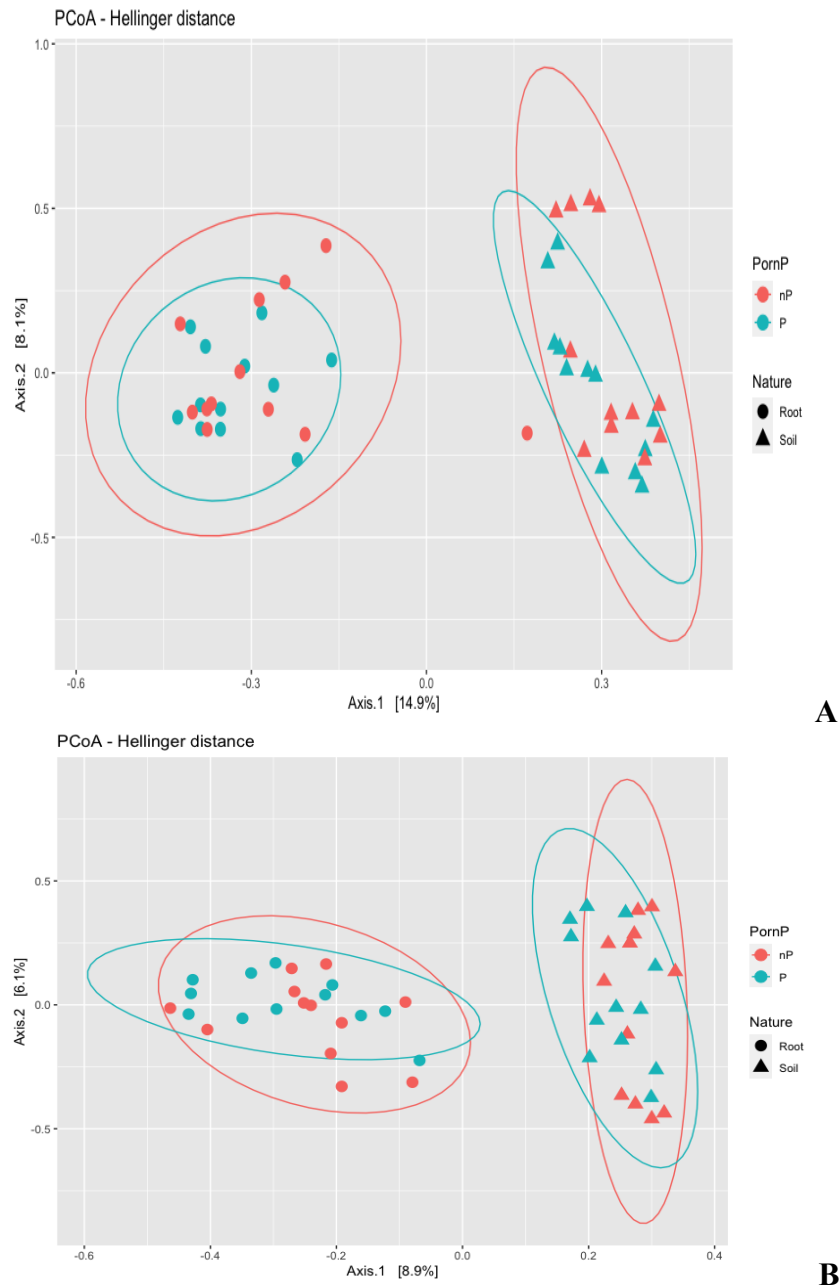 PCoA - Hellinger distance
1.0
0.5
0.0
-0.5
Axis.2 [8.1%]
-0.6
-0.3
0.0
0.3
Axis.1 [14.9%]
PornP
nP
P
Nature
Root
Soil
A
PCoA - Hellinger distance
0.5
0.0
-0.5
Axis.2 [6.1%]
-0.6
-0.4
-0.2
0.0
0.2
0.4
Axis.1 [8.9%]
PornP
nP
P
Nature
Root
Soil
B